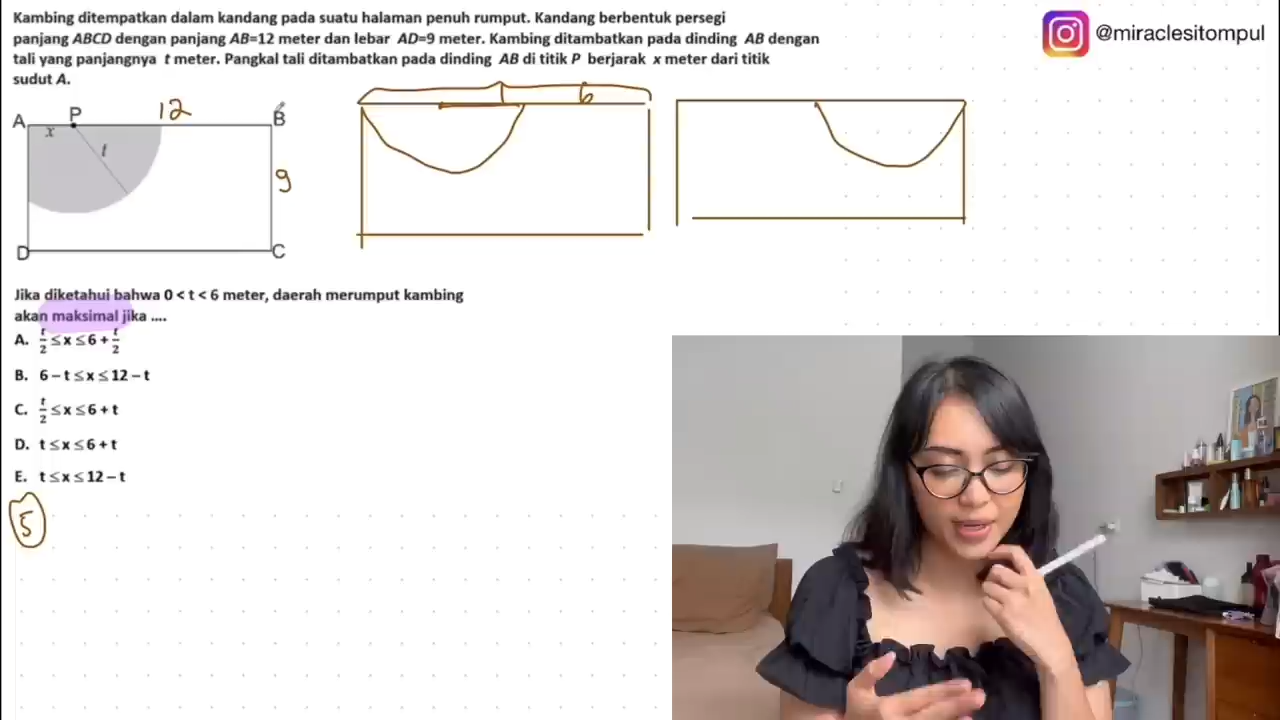 Kambing ditempatkan dalam kandang pada suatu halaman penuh rumput. Kandang berbentuk persegi
panjang ABCD dengan panjang AB=12 meter dan lebar AD=9 meter. Kambing ditambatkan pada dinding AB dengan
tali yang panjangnya t meter. Pangkal tali ditambatkan pada dinding AB di titik P berjarak x meter dari titik
sudut A.
@miraclesitompul
A P 12 B
x t
9
D C
6
Jika diketahui bahwa 0 < t < 6 meter, daerah merumput kambing
akan maksimal jika ....
A. t/2 ≤ x ≤ 6 + t/2
B. 6 – t ≤ x ≤ 12 – t
C. t/2 ≤ x ≤ 6 + t
D. t ≤ x ≤ 6 + t
E. t ≤ x ≤ 12 – t
5